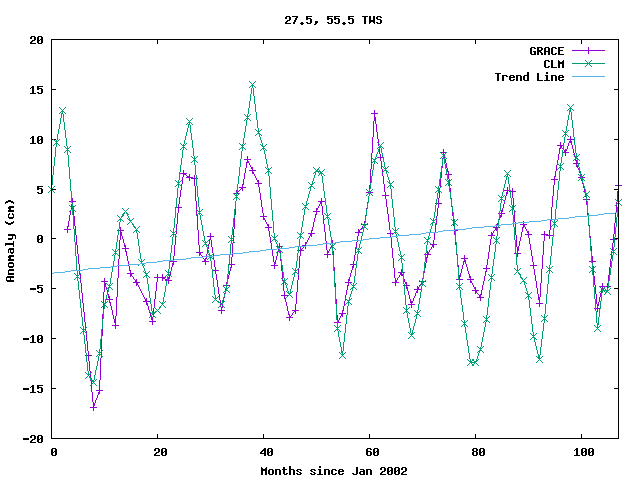 27.5, 55.5 TWS
GRACE
CLM
Trend Line
20
15
10
5
0
-5
-10
-15
-20
Anomaly (cm)
0 20 40 60 80 100
Months since Jan 2002